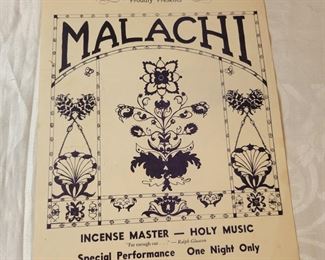 Proudly Presents
MALACHI
INCENSE MASTER — HOLY MUSIC
"Far enough out . . ." — Ralph Gleason
Special Performance One Night Only